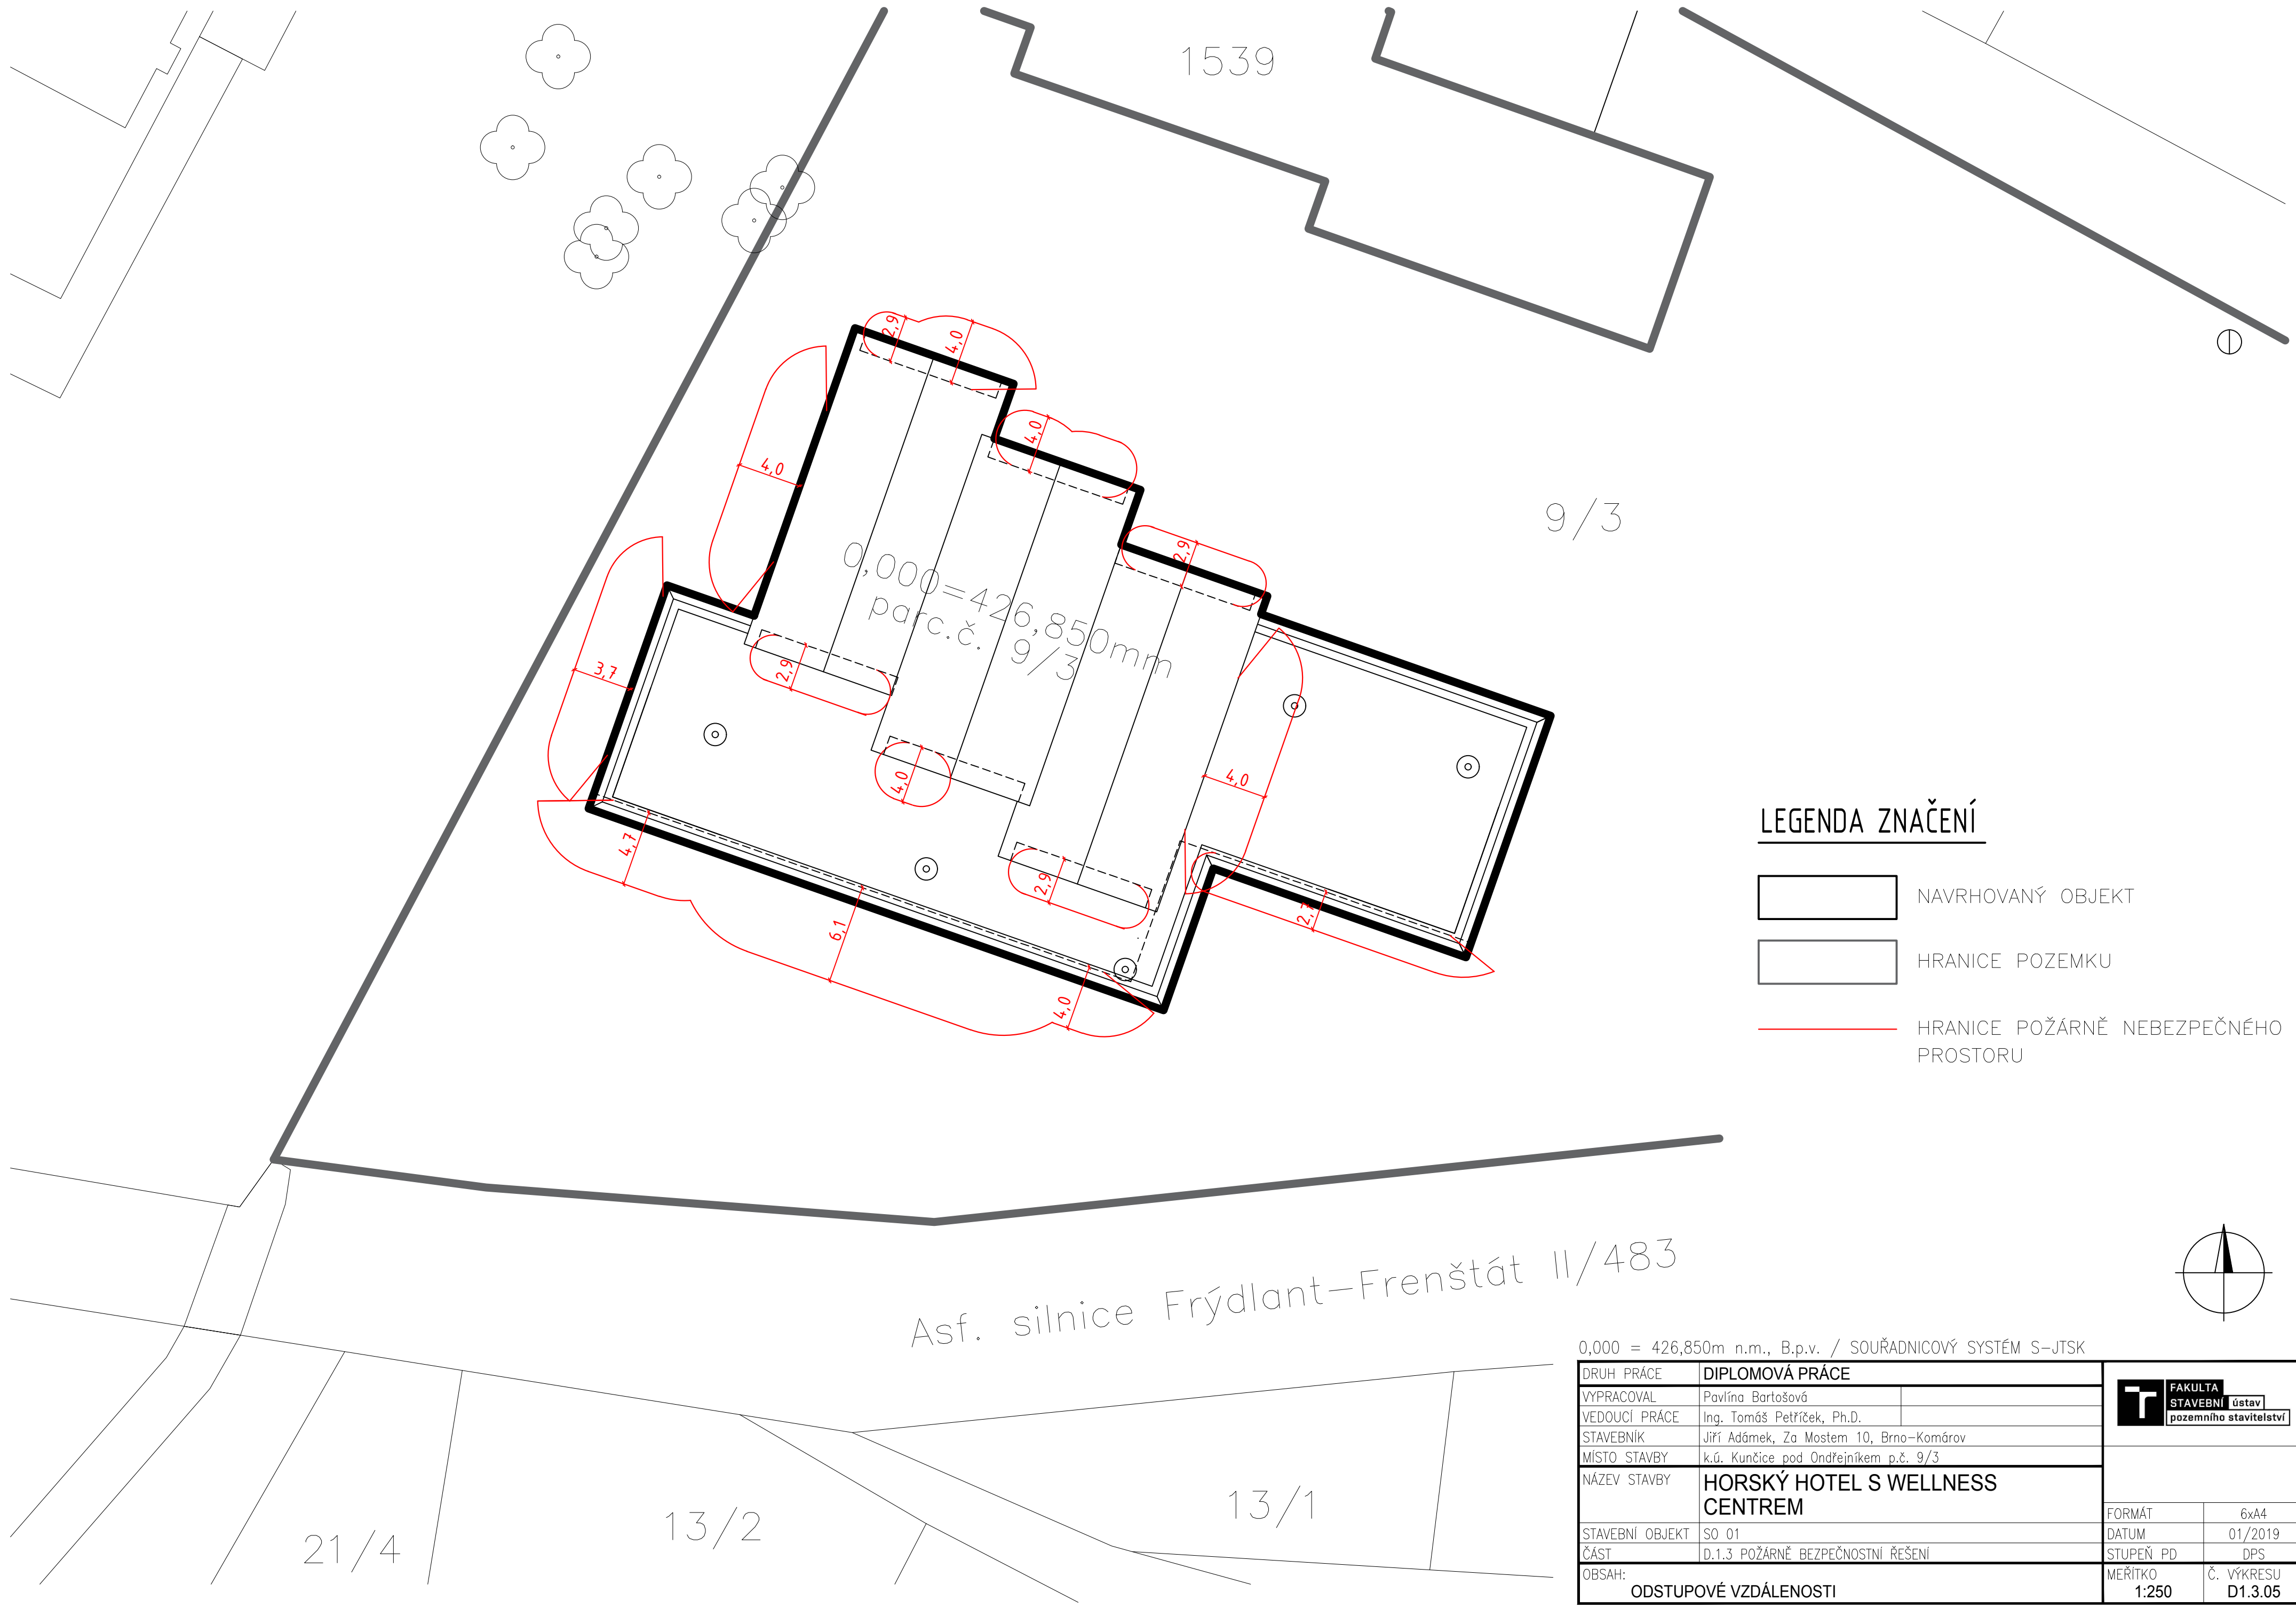 1539
2,9
4,0
4,0
4,0
2,9
9/3
0,000=426,850mm
parc.č. 9/3
3,7
2,9
4,0
4,0
4,7
2,9
2,7
6,1
4,0
LEGENDA ZNAČENÍ
NAVRHOVANÝ OBJEKT
HRANICE POZEMKU
HRANICE POŽÁRNĚ NEBEZPEČNÉHO
PROSTORU
Asf. silnice Frýdlant-Frenštát II/483
21/4
13/2
13/1
0,000 = 426,850m n.m., B.p.v. / SOUŘADNICOVÝ SYSTÉM S-JTSK
DRUH PRÁCE DIPLOMOVÁ PRÁCE
VYPRACOVAL Pavlína Bartošová
VEDOUCÍ PRÁCE Ing. Tomáš Petříček, Ph.D.
STAVEBNÍK Jiří Adámek, Za Mostem 10, Brno-Komárov
MÍSTO STAVBY k.ú. Kunčice pod Ondřejníkem p.č. 9/3
NÁZEV STAVBY HORSKÝ HOTEL S WELLNESS
CENTREM
STAVEBNÍ OBJEKT SO 01
ČÁST D.1.3 POŽÁRNĚ BEZPEČNOSTNÍ ŘEŠENÍ
OBSAH:
ODSTUPOVÉ VZDÁLENOSTI
FAKULTA
STAVEBNÍ ústav
pozemního stavitelství
FORMÁT 6xA4
DATUM 01/2019
STUPEŇ PD DPS
MEŘÍTKO Č. VÝKRESU
1:250 D1.3.05